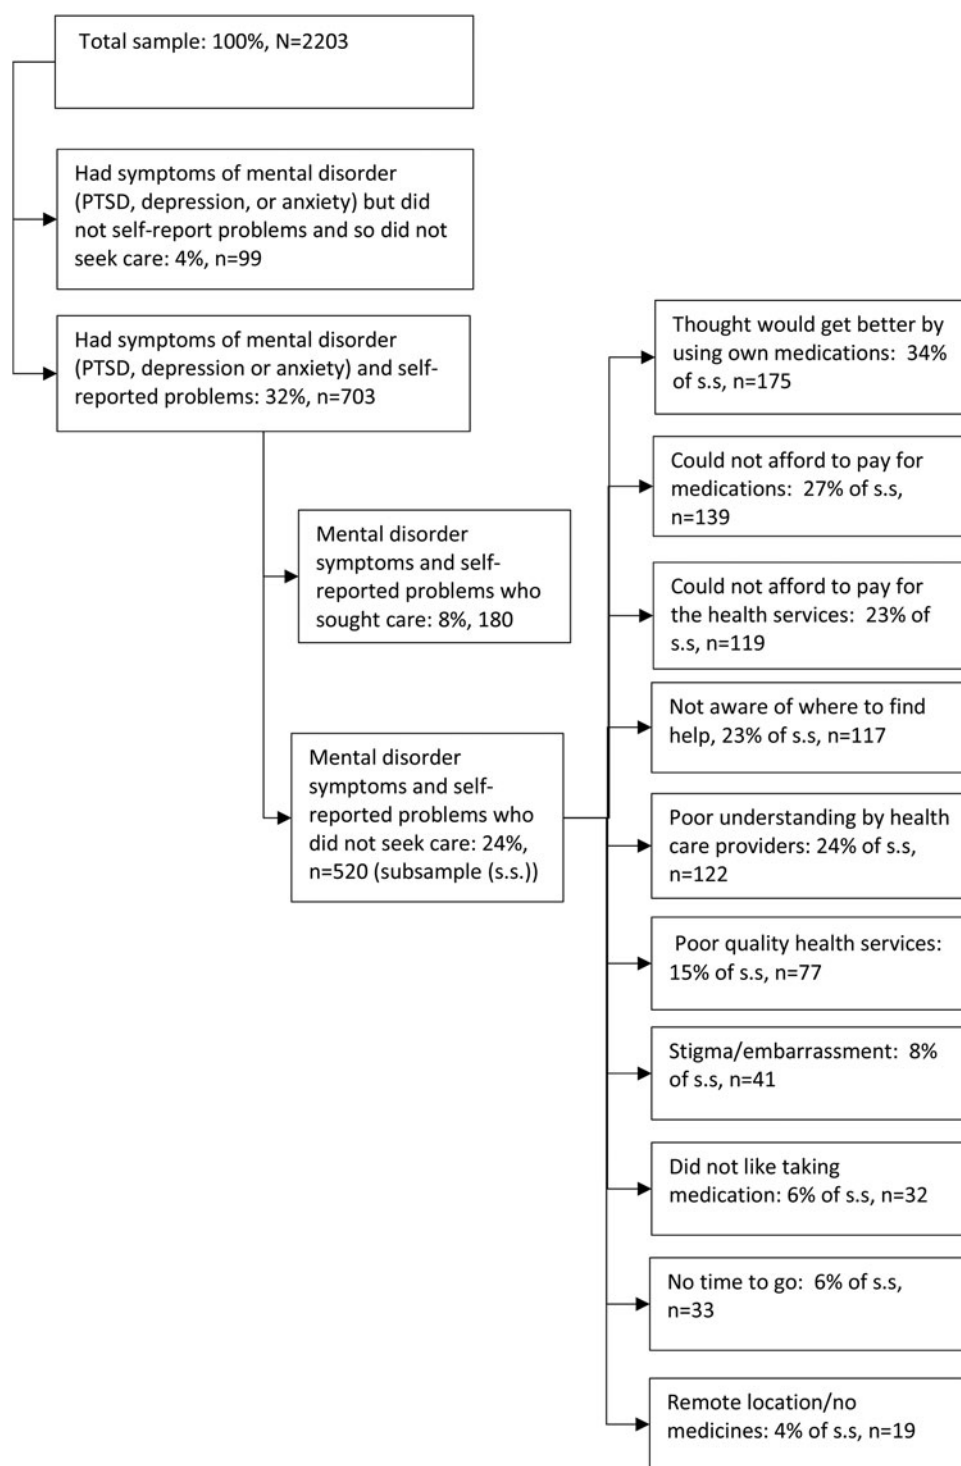 Total sample: 100%, N=2203
Had symptoms of mental disorder
(PTSD, depression, or anxiety) but did
not self-report problems and so did not
seek care: 4%, n=99
Had symptoms of mental disorder
(PTSD, depression or anxiety) and self-
reported problems: 32%, n=703
Mental disorder
symptoms and self-
reported problems who
sought care: 8%, 180
Mental disorder
symptoms and self-
reported problems who
did not seek care: 24%,
n=520 (subsample (s.s.))
Thought would get better by
using own medications: 34%
of s.s, n=175
Could not afford to pay for
medications: 27% of s.s,
n=139
Could not afford to pay for
the health services: 23% of
s.s, n=119
Not aware of where to find
help, 23% of s.s, n=117
Poor understanding by health
care providers: 24% of s.s,
n=122
Poor quality health services:
15% of s.s, n=77
Stigma/embarrassment: 8%
of s.s, n=41
Did not like taking
medication: 6% of s.s, n=32
No time to go: 6% of s.s,
n=33
Remote location/no
medicines: 4% of s.s, n=19